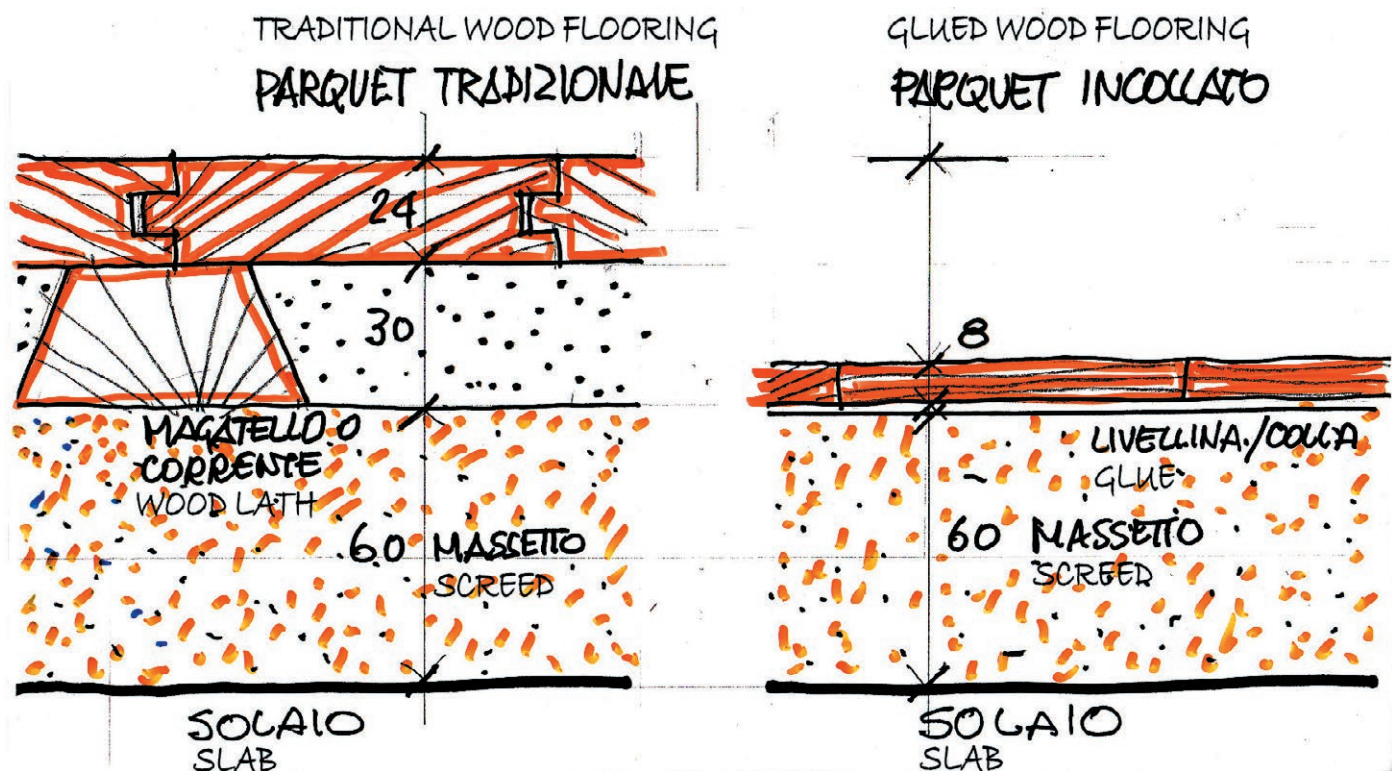 TRADITIONAL WOOD FLOORING
PARQUET TRADIZIONALE
24
30
MAGATELLO O
CORRENTE
WOOD LATH
60 MASSETTO
SCREED
SOLAIO
SLAB
GLUED WOOD FLOORING
PARQUET INCOLLATO
8
LIVELLINA/COLLA
GLUE
60 MASSETTO
SCREED
SOLAIO
SLAB